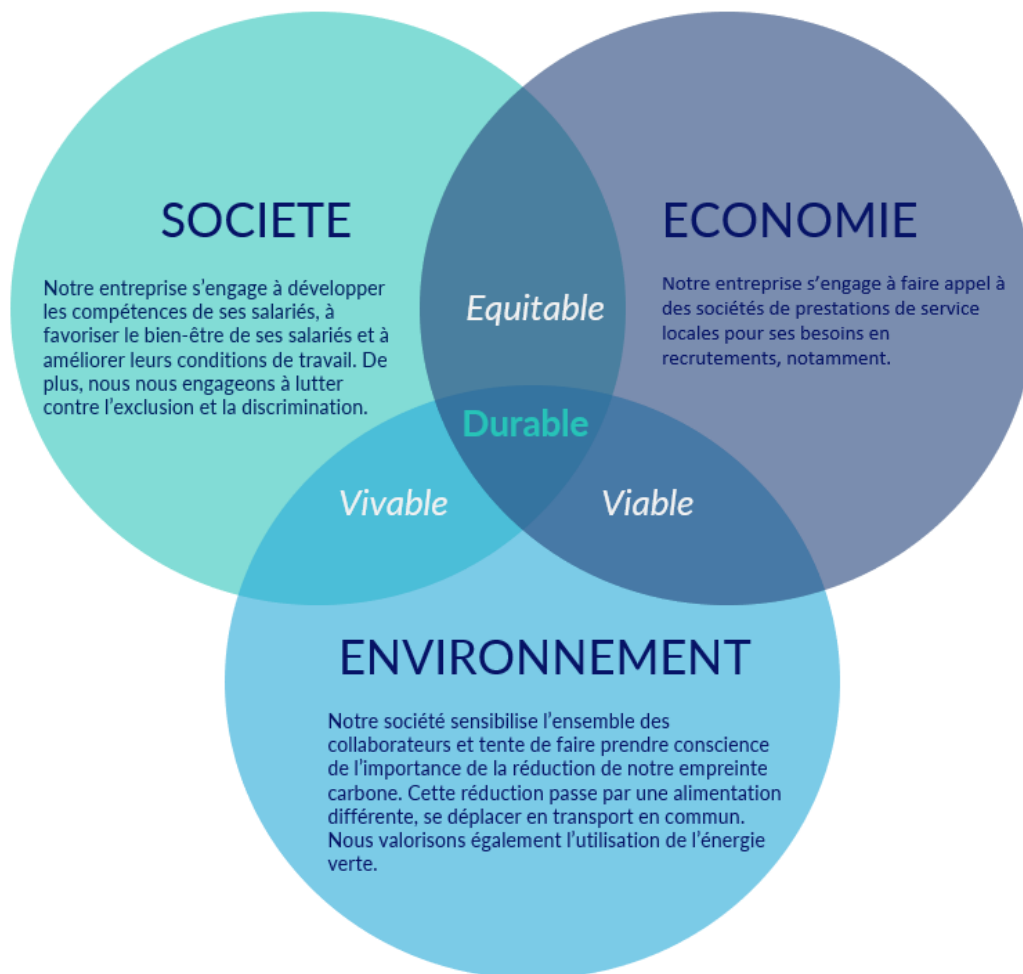 SOCIETE
Notre entreprise s’engage à développer
les compétences de ses salariés, à
favoriser le bien-être de ses salariés et à
améliorer leurs conditions de travail. De
plus, nous nous engageons à lutter
contre l’exclusion et la discrimination.
ECONOMIE
Notre entreprise s’engage à faire appel à
des sociétés de prestations de service
locales pour ses besoins en
recrutements, notamment.
Equitable
Durable
Vivable
Viable
ENVIRONNEMENT
Notre société sensibilise l’ensemble des
collaborateurs et tente de faire prendre conscience
de l’importance de la réduction de notre empreinte
carbone. Cette réduction passe par une alimentation
différente, se déplacer en transport en commun.
Nous valorisons également l’utilisation de l’énergie
verte.